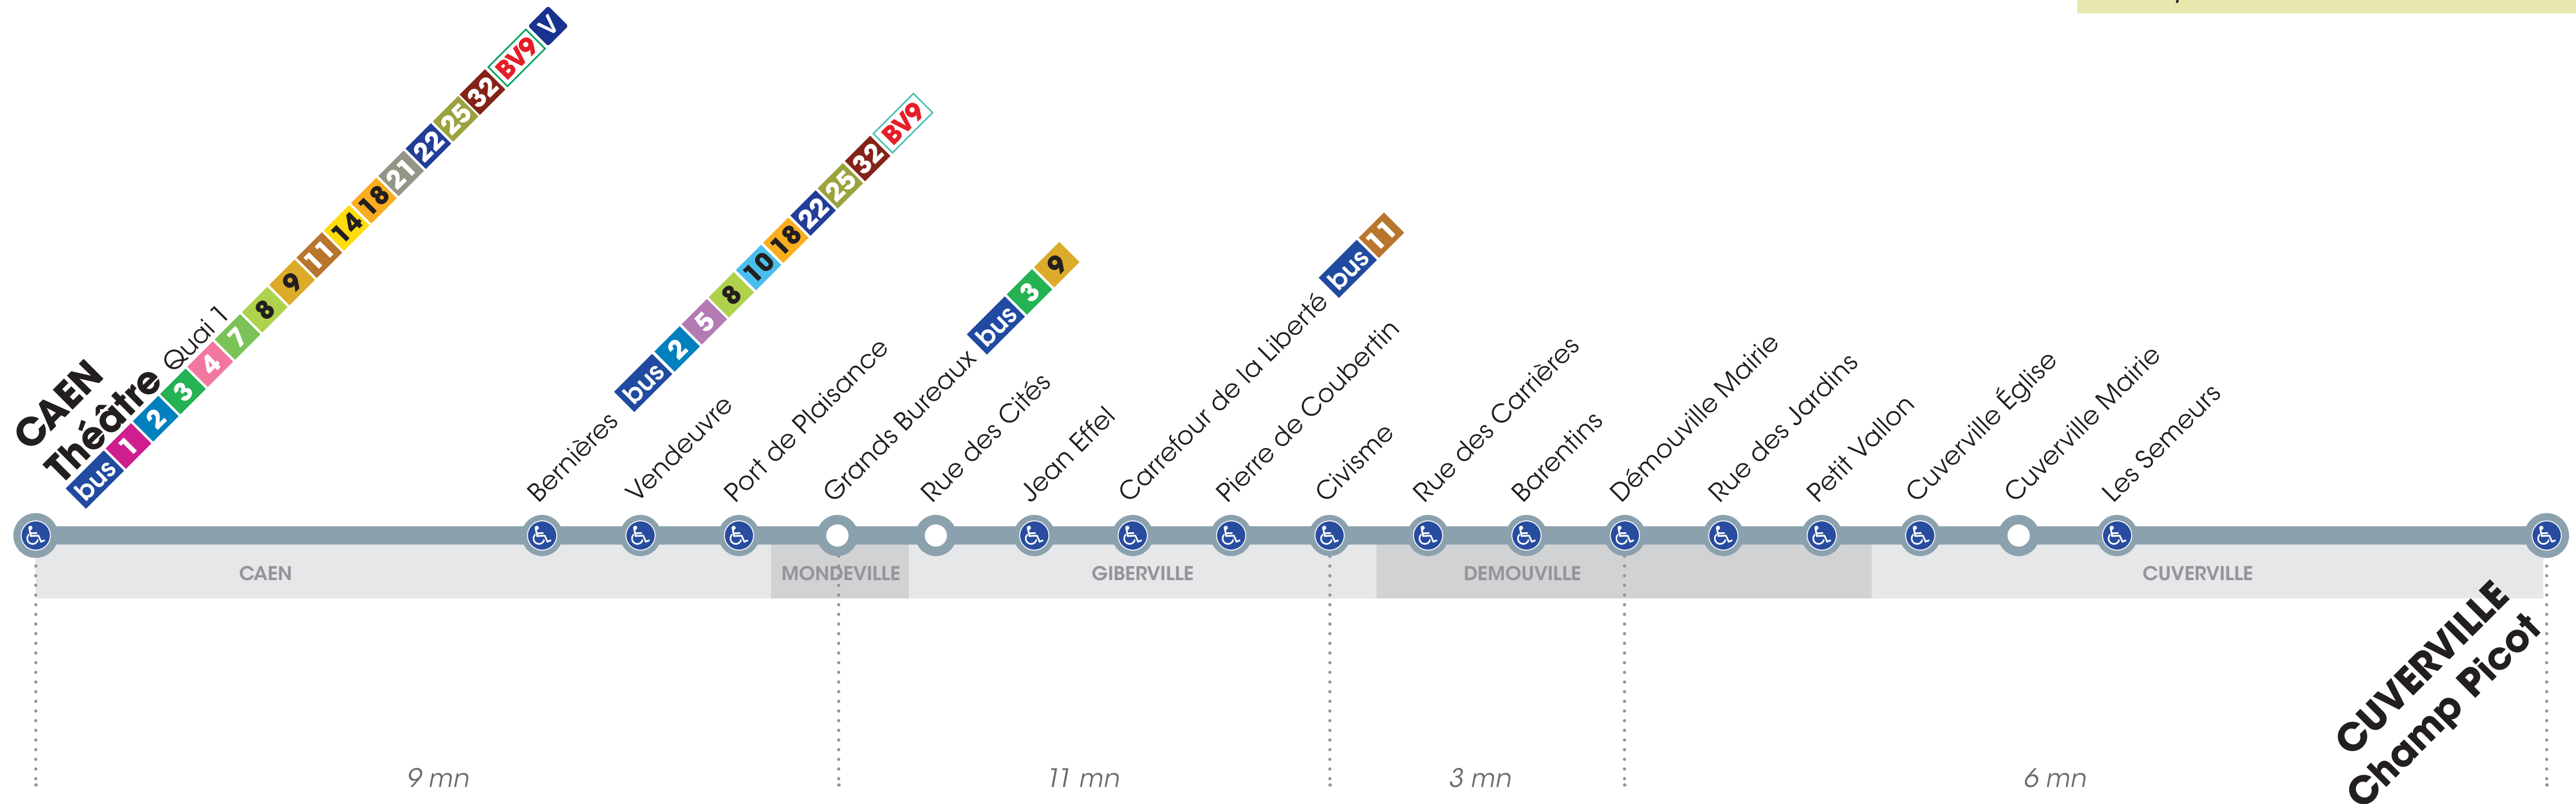 CAEN
Théâtre Quai 1
bus 1 2 3 4 7 8 9 11 14 18 21 22 25 32 BV9 V
Bernières bus 2 5 8 10 18 22 25 32 BV9
Vendeuvre
Port de Plaisance
Grands Bureaux bus 3 9
Rue des Cités
Jean Effel
Carrefour de la Liberté bus 11
Pierre de Coubertin
Civisme
Rue des Carrières
Barentins
Démouville Mairie
Rue des Jardins
Petit Vallon
Cuverville Église
Cuverville Mairie
Les Semeurs
CUVERVILLE
Champ Picot
CAEN
MONDEVILLE
GIBERVILLE
DEMOUVILLE
CUVERVILLE
9 mn
11 mn
3 mn
6 mn